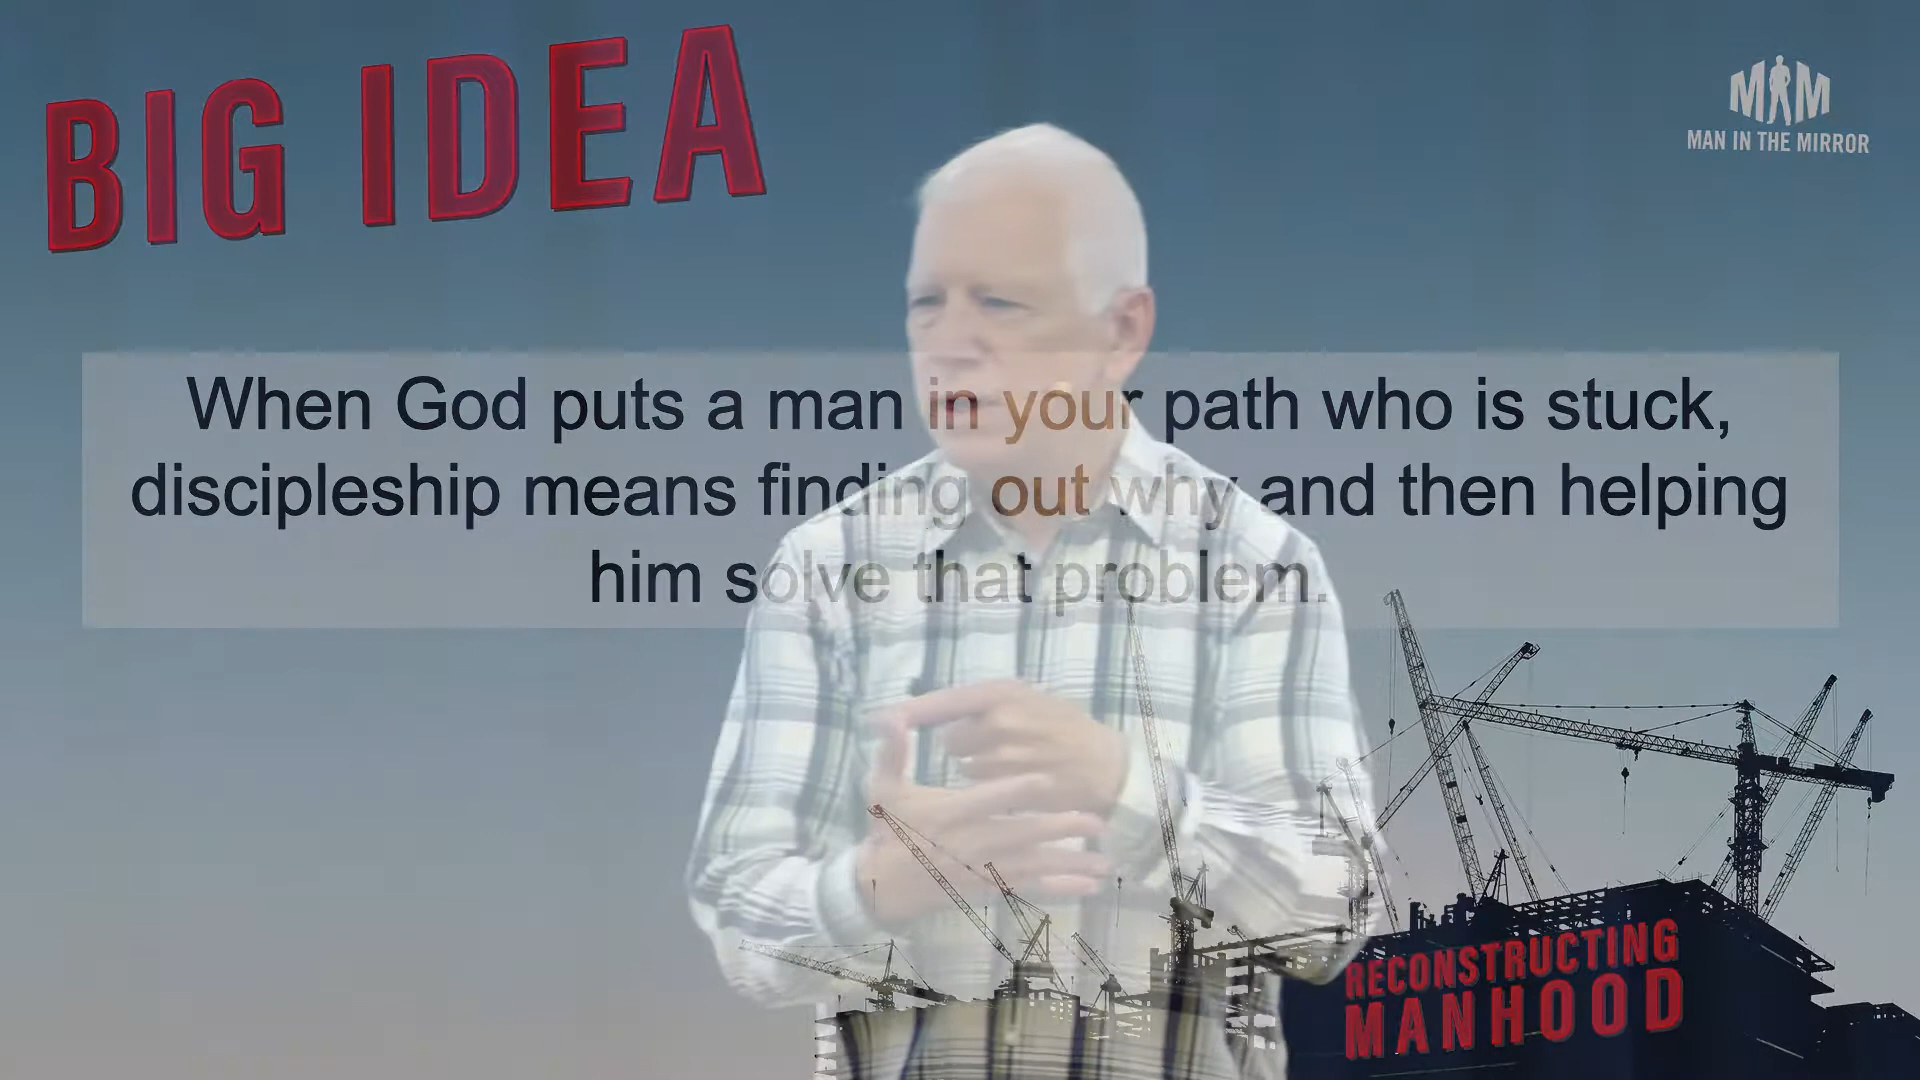 BIG IDEA
MAN IN THE MIRROR
When God puts a man in your path who is stuck,
discipleship means finding out why and then helping
him solve that problem.
RECONSTRUCTING
MANHOOD